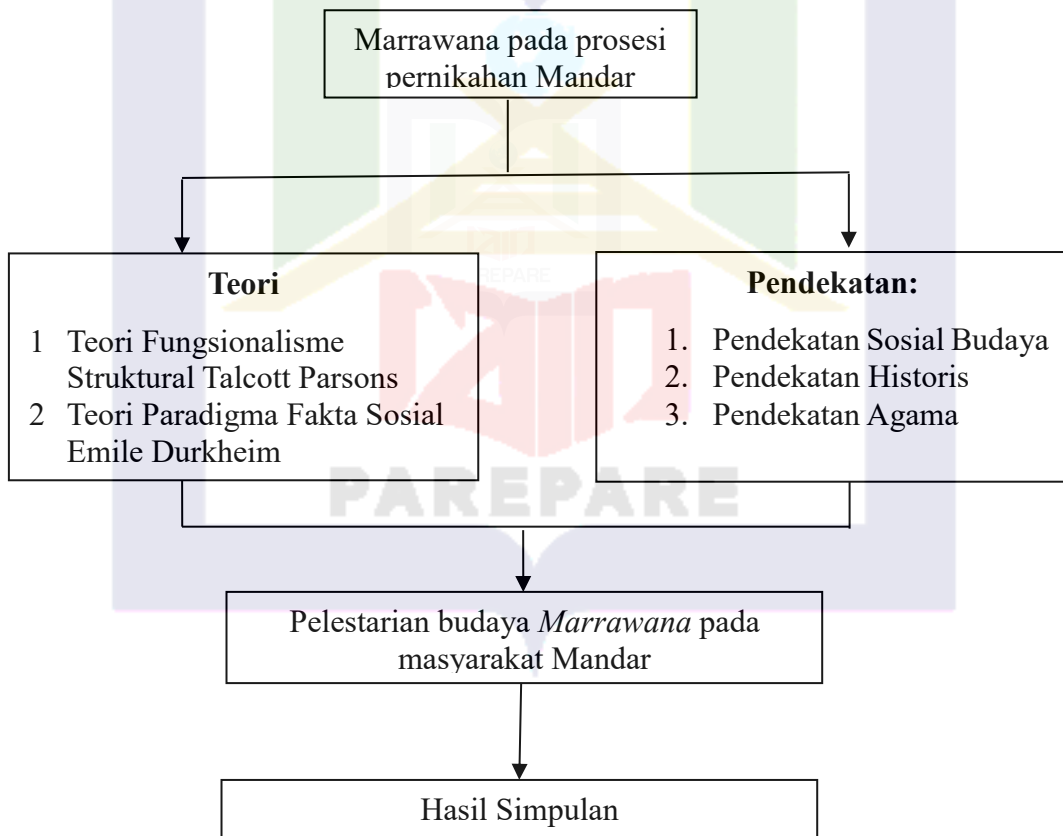 Marrawana pada prosesi
pernikahan Mandar
Teori
1 Teori Fungsionalisme
Struktural Talcott Parsons
2 Teori Paradigma Fakta Sosial
Emile Durkheim
Pendekatan:
1. Pendekatan Sosial Budaya
2. Pendekatan Historis
3. Pendekatan Agama
PAREPARE
PAREPARE
Pelestarian budaya Marrawana pada
masyarakat Mandar
Hasil Simpulan